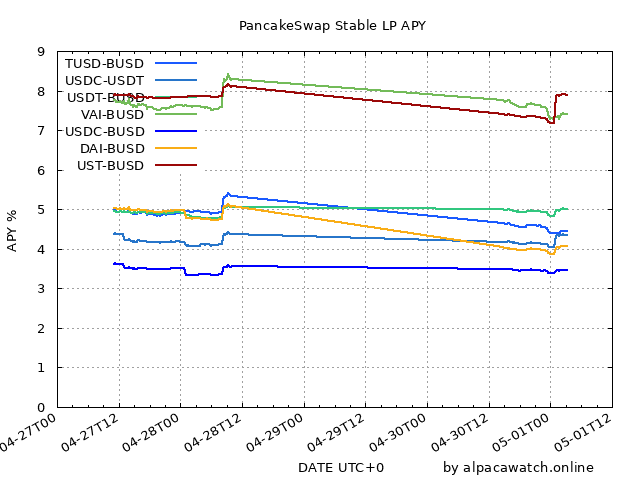 PancakeSwap Stable LP APY
9
8
7
6
5
4
3
2
1
0
APY %
TUSD-BUSD
USDC-USDT
USDT-BUSD
VAI-BUSD
USDC-BUSD
DAI-BUSD
UST-BUSD
04-27T00
04-27T12
04-28T00
04-28T12
04-29T00
04-29T12
04-30T00
04-30T12
05-01T00
05-01T12
DATE UTC+0
by alpacawatch.online